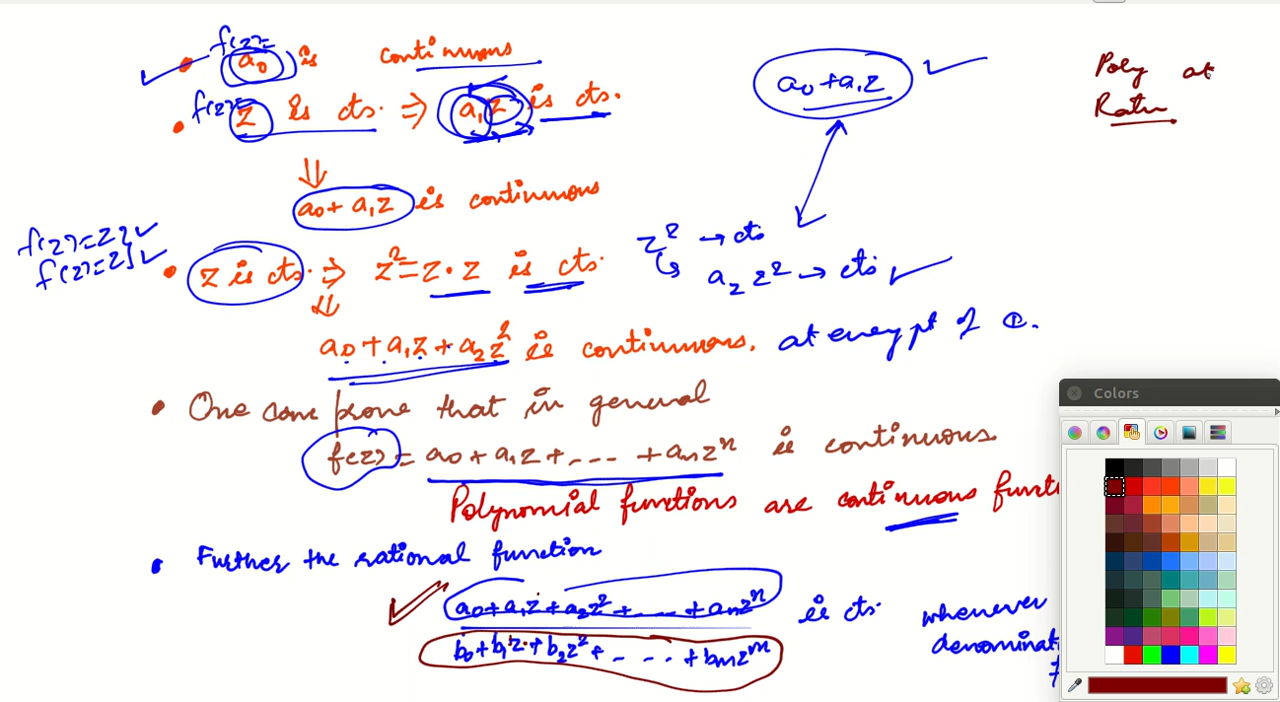 f(z)=
a₀ is continuous
f(z)=
z is cts. ⇒ a₁z is cts.
⇓
a₀ + a₁z is continuous
a₀ + a₁z
Poly at
Ratn
f(z)=z}
f(z)=z}
z is cts. ⇒ z² = z · z is cts.
z² → cts
a₂z² → cts
⇓
a₀ + a₁z + a₂z² is continuous. at every pt of ℂ.
One can prove that in general
f(z) = a₀ + a₁z + .... + aₙzⁿ is continuous.
Polynomial functions are continuous functi
Further the rational function
a₀ + a₁z + a₂z² + ..... + aₙzⁿ
is cts. whenever
b₀ + b₁z + b₂z² + ..... + bₘzᵐ
denominat
Colors